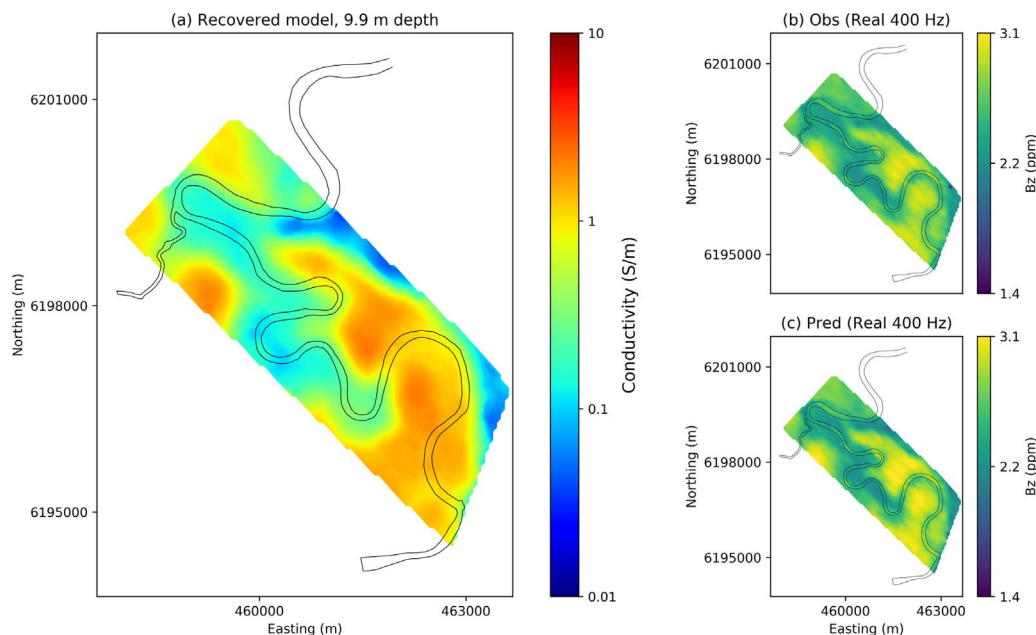 (a) Recovered model, 9.9 m depth
6201000
6198000
6195000
Northing (m)
460000
463000
Easting (m)
10
1
0.1
0.01
Conductivity (S/m)
(b) Obs (Real 400 Hz)
6201000
6198000
6195000
Northing (m)
3.1
2.2
1.4
Bz (ppm)
(c) Pred (Real 400 Hz)
6201000
6198000
6195000
Northing (m)
460000
463000
Easting (m)
3.1
2.2
1.4
Bz (ppm)